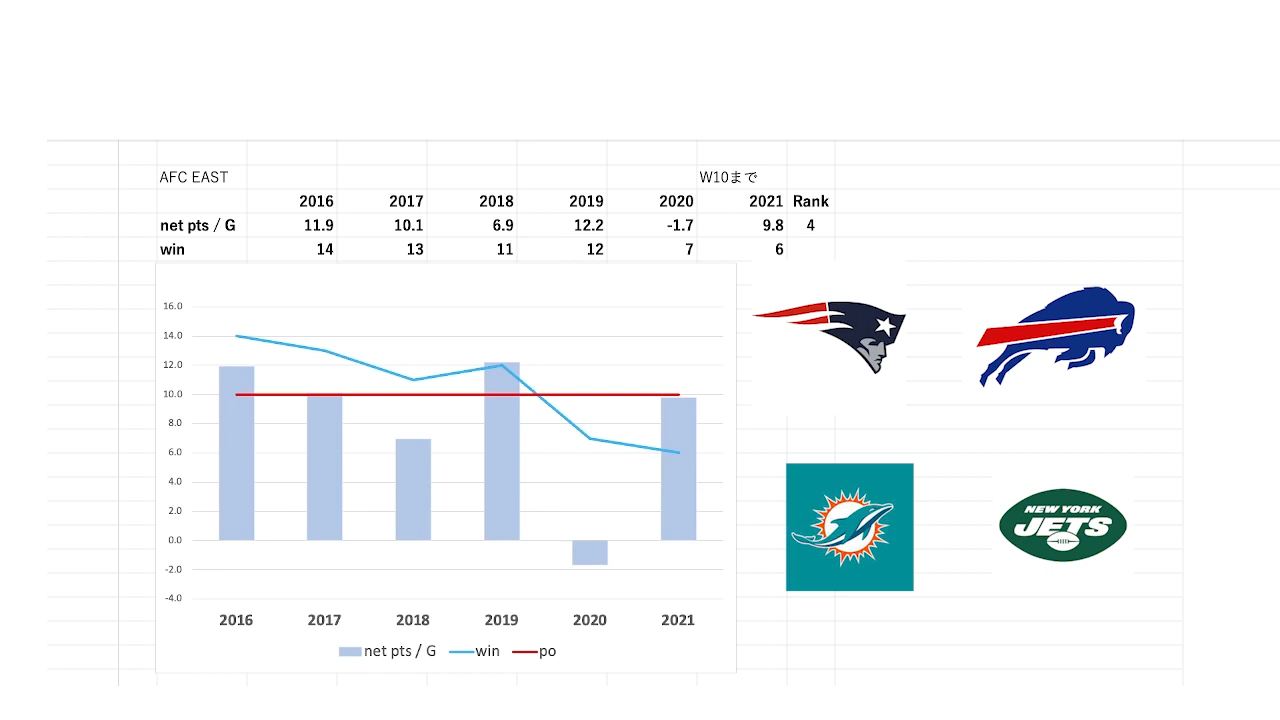 AFC EAST W10まで
2016 2017 2018 2019 2020 2021 Rank
net pts / G 11.9 10.1 6.9 12.2 -1.7 9.8 4
win 14 13 11 12 7 6
16.0
14.0
12.0
10.0
8.0
6.0
4.0
2.0
0.0
-2.0
-4.0
2016 2017 2018 2019 2020 2021
net pts / G win po
NEW YORK
JETS